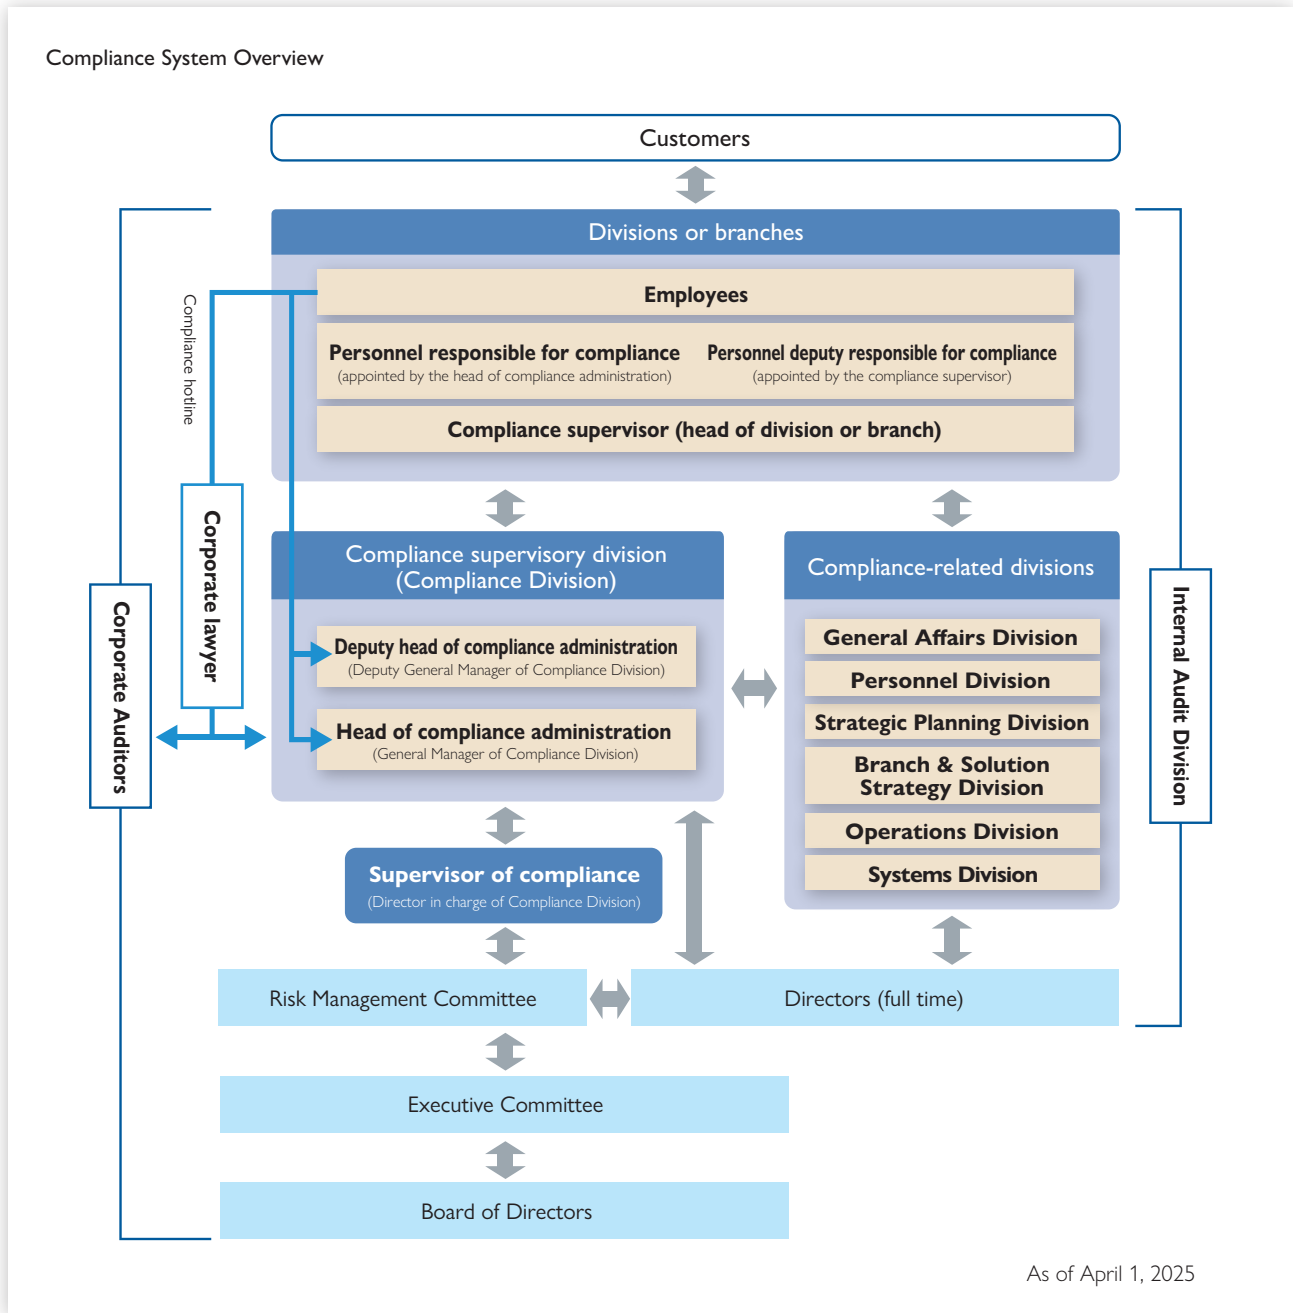 Compliance System Overview
Customers
Divisions or branches
Employees
Personnel responsible for compliance
(appointed by the head of compliance administration)
Personnel deputy responsible for compliance
(appointed by the compliance supervisor)
Compliance supervisor (head of division or branch)
Compliance hotline
Corporate lawyer
Corporate Auditors
Compliance supervisory division
(Compliance Division)
Deputy head of compliance administration
(Deputy General Manager of Compliance Division)
Head of compliance administration
(General Manager of Compliance Division)
Compliance-related divisions
General Affairs Division
Personnel Division
Strategic Planning Division
Branch & Solution
Strategy Division
Operations Division
Systems Division
Internal Audit Division
Supervisor of compliance
(Director in charge of Compliance Division)
Risk Management Committee
Directors (full time)
Executive Committee
Board of Directors
As of April 1, 2025